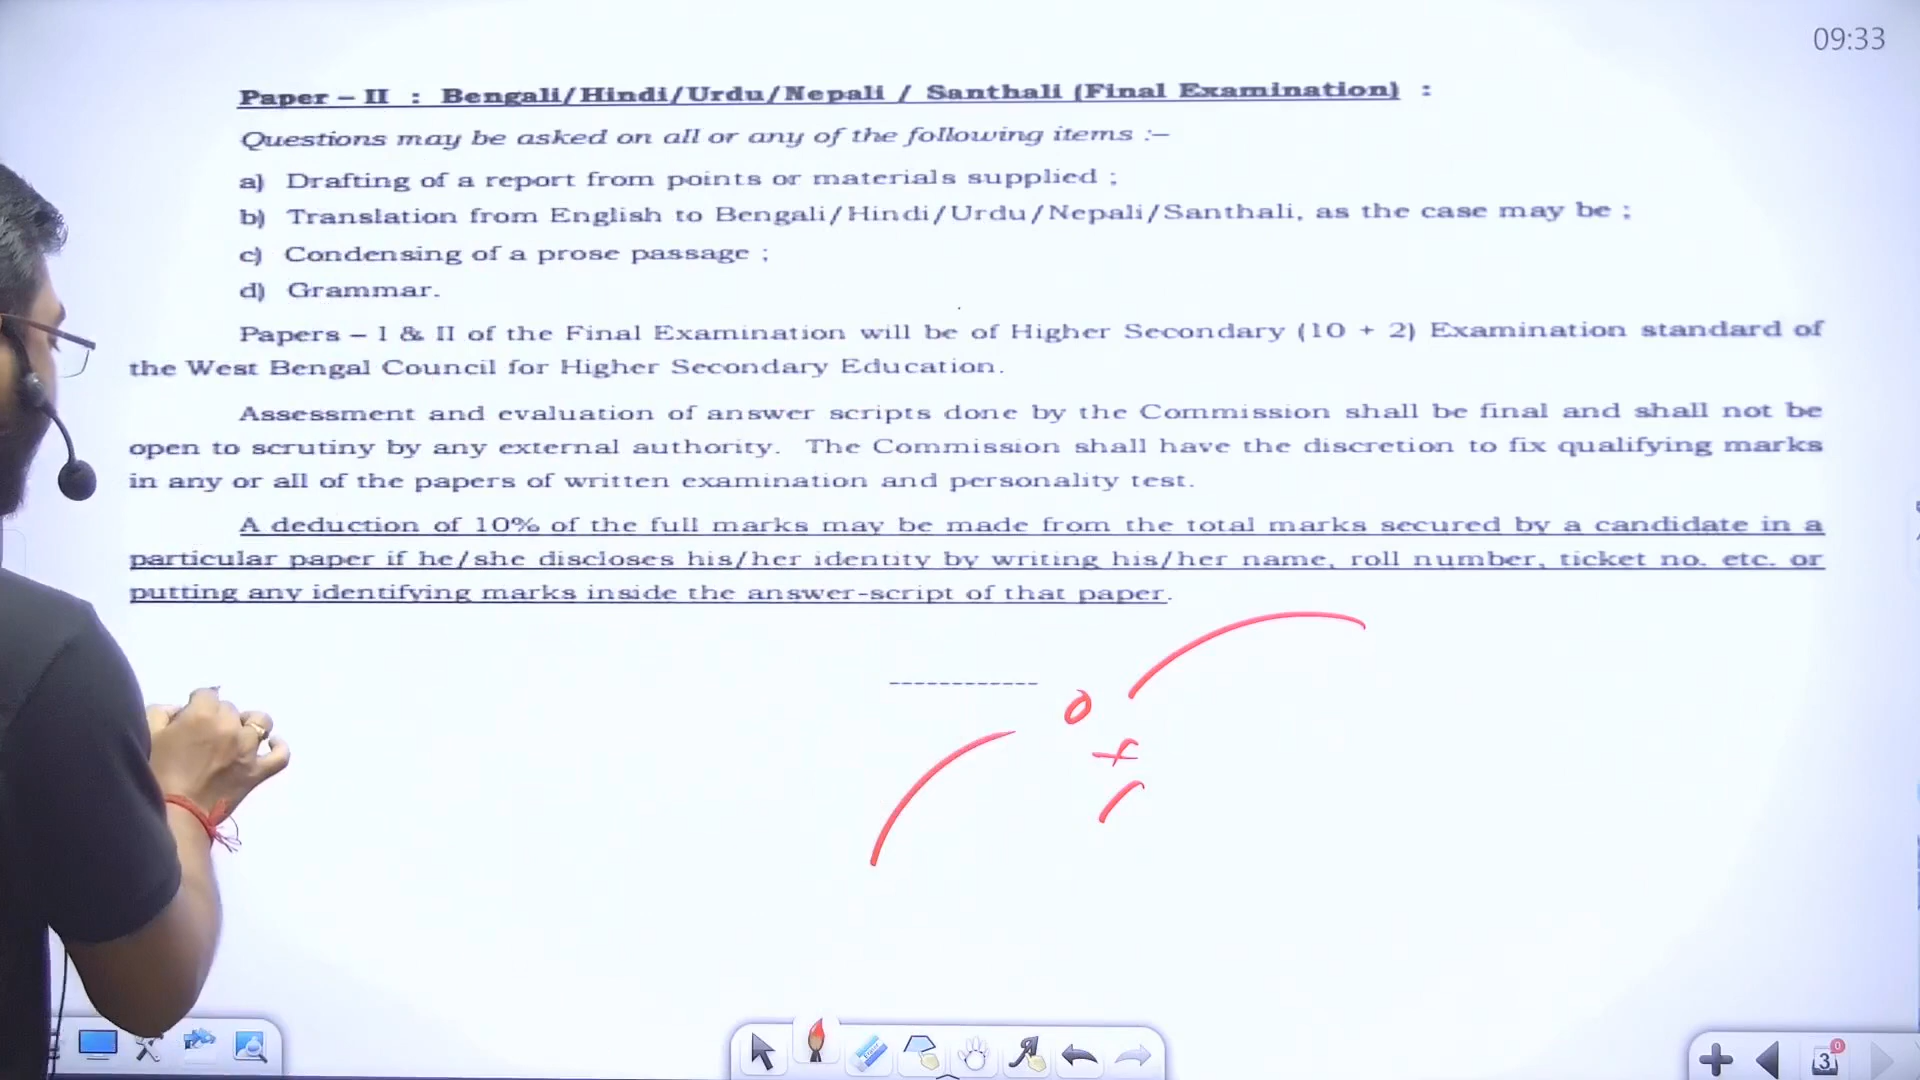 09:33
Paper – II : Bengali/Hindi/Urdu/Nepali / Santhali (Final Examination) :
Questions may be asked on all or any of the following items :–
a) Drafting of a report from points or materials supplied ;
b) Translation from English to Bengali/Hindi/Urdu/Nepali/Santhali, as the case may be ;
c) Condensing of a prose passage ;
d) Grammar.
Papers – I & II of the Final Examination will be of Higher Secondary (10 + 2) Examination standard of
the West Bengal Council for Higher Secondary Education.
Assessment and evaluation of answer scripts done by the Commission shall be final and shall not be
open to scrutiny by any external authority. The Commission shall have the discretion to fix qualifying marks
in any or all of the papers of written examination and personality test.
A deduction of 10% of the full marks may be made from the total marks secured by a candidate in a
particular paper if he/she discloses his/her identity by writing his/her name, roll number, ticket no. etc. or
putting any identifying marks inside the answer-script of that paper.
------------
3
0